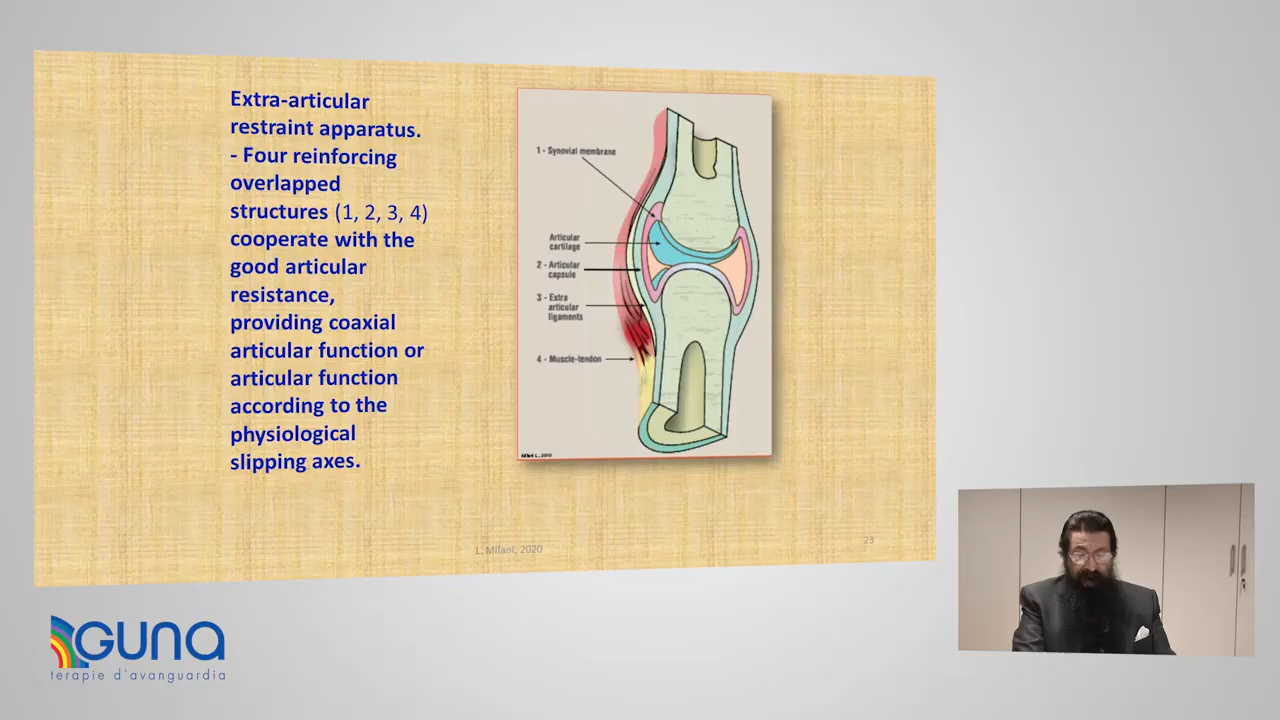 Extra-articular
restraint apparatus.
- Four reinforcing
overlapped
structures (1, 2, 3, 4)
cooperate with the
good articular
resistance,
providing coaxial
articular function or
articular function
according to the
physiological
slipping axes.
1 - Synovial membrane
Articular
cartilage
2 - Articular
capsule
3 - Extra
articular
ligaments
4 - Muscle-tendon
Milani L., 2010
L. Milani, 2020
23
GUNA
terapie d'avanguardia